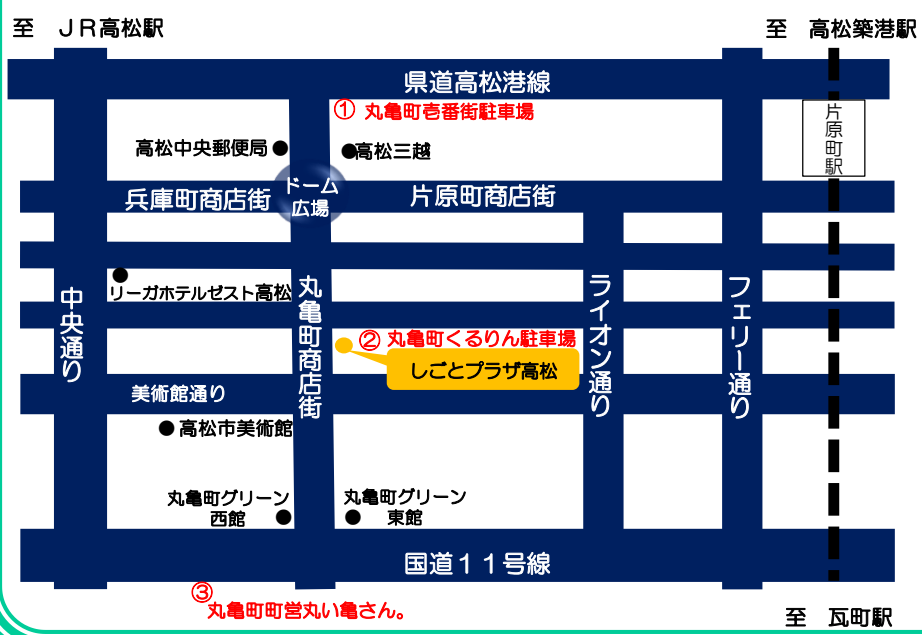 至　ＪＲ高松駅
至　高松築港駅
県道高松港線
① 丸亀町壱番街駐車場
片原町駅
高松中央郵便局
高松三越
ドーム
広場
兵庫町商店街
片原町商店街
リーガホテルゼスト高松
中央通り
丸亀町商店街
ライオン通り
フェリー通り
② 丸亀町くるりん駐車場
しごとプラザ高松
美術館通り
高松市美術館
丸亀町グリーン
西館
丸亀町グリーン
東館
国道１１号線
③
丸亀町町営丸い亀さん。
至　瓦町駅